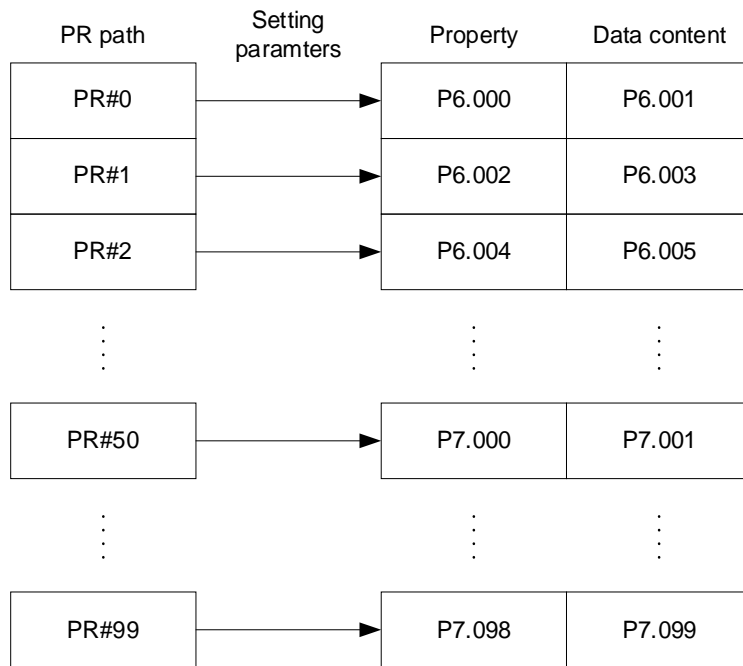 PR path
Setting
paramters
Property
Data content
PR#0
P6.000
P6.001
PR#1
P6.002
P6.003
PR#2
P6.004
P6.005
PR#50
P7.000
P7.001
PR#99
P7.098
P7.099